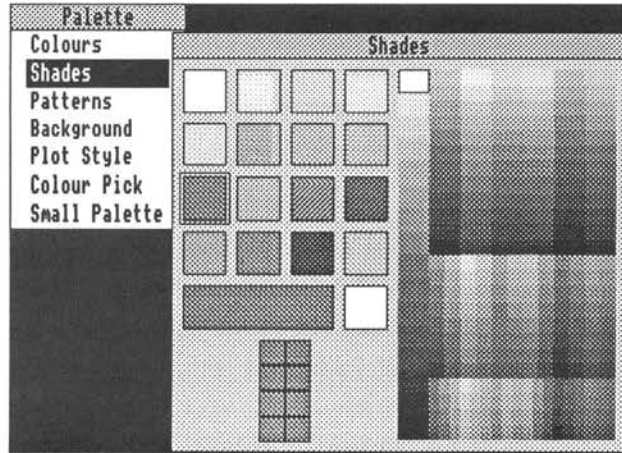 Palette
Colours
Shades
Shades
Patterns
Background
Plot Style
Colour Pick
Small Palette